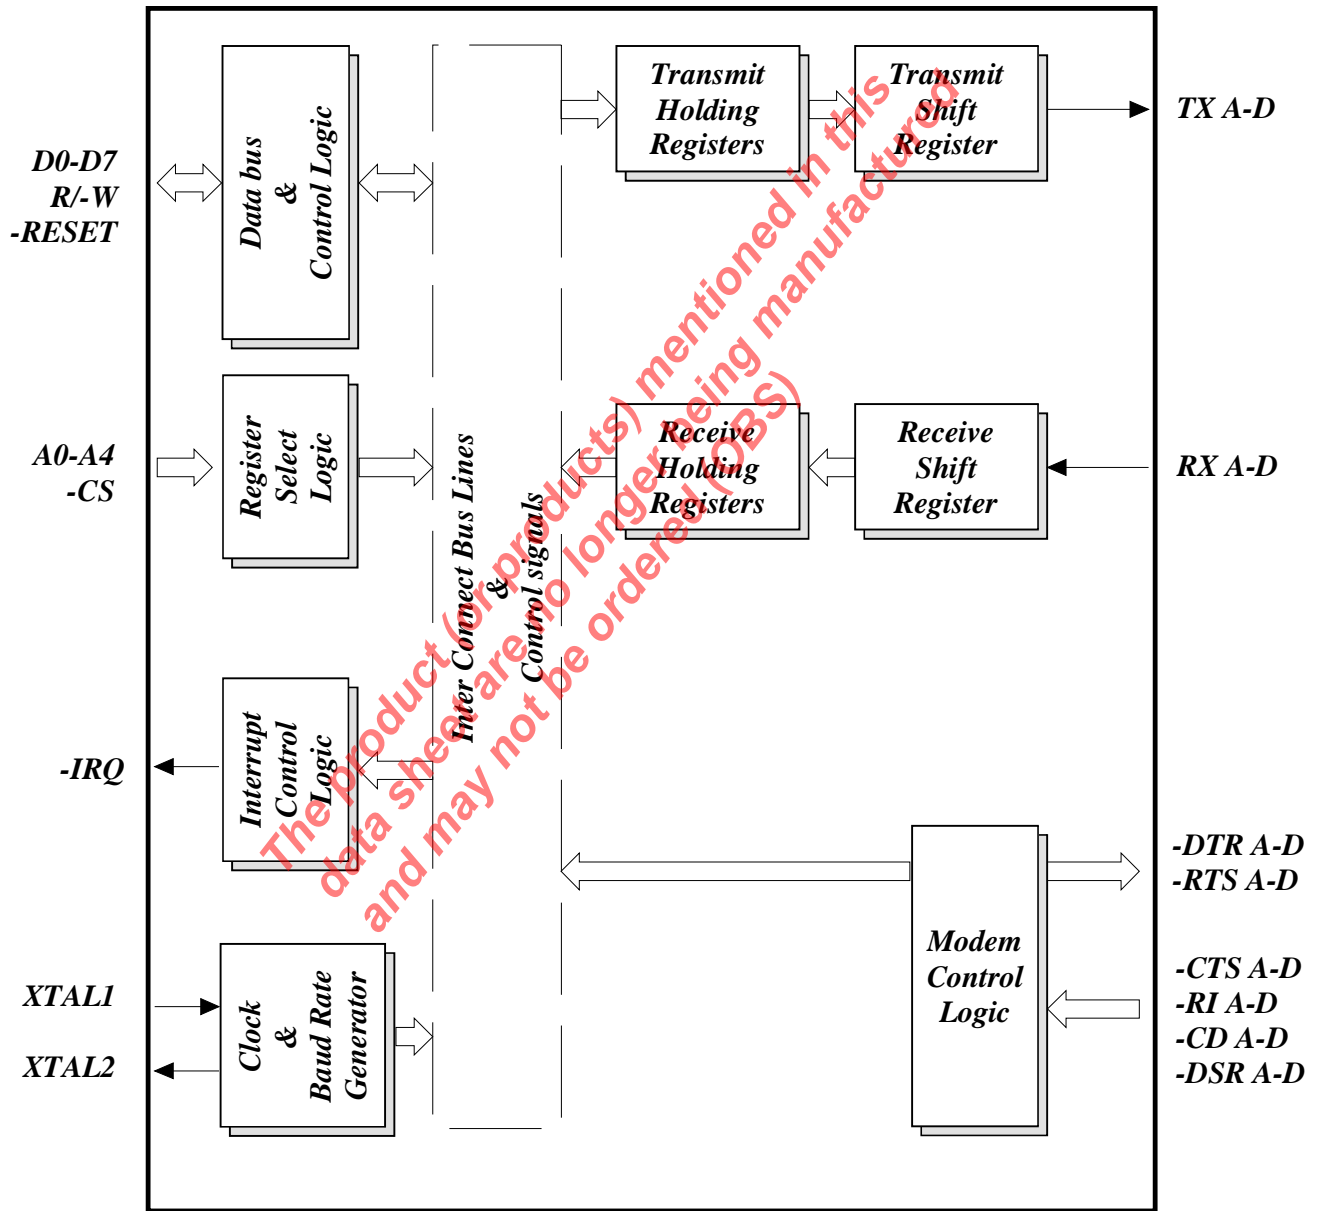 D0-D7
R/-W
-RESET
A0-A4
-CS
-IRQ
XTAL1
XTAL2
Data bus
&
Control Logic
Register
Select
Logic
Interrupt
Control
Logic
Clock
&
Baud Rate
Generator
Inter Connect Bus Lines
&
Control signals
Transmit
Holding
Registers
Transmit
Shift
Register
Receive
Holding
Registers
Receive
Shift
Register
Modem
Control
Logic
TX A-D
RX A-D
-DTR A-D
-RTS A-D
-CTS A-D
-RI A-D
-CD A-D
-DSR A-D
The product (or products) mentioned in this
data sheet are no longer being manufactured
and may not be ordered (OBS)